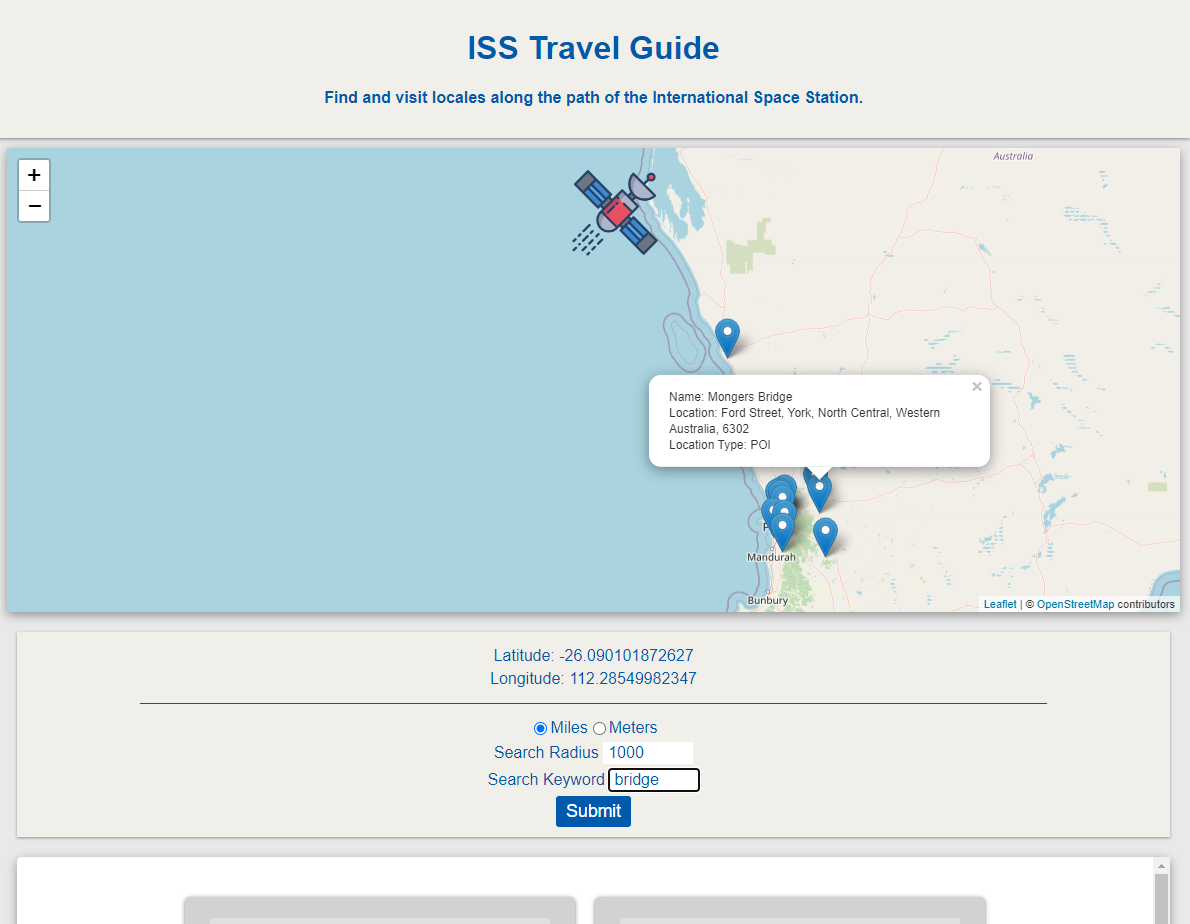 ISS Travel Guide
Find and visit locales along the path of the International Space Station.
+
−
Australia
×
Name: Mongers Bridge
Location: Ford Street, York, North Central, Western
Australia, 6302
Location Type: POI
Mandurah
Bunbury
Leaflet | © OpenStreetMap contributors
Latitude: -26.090101872627
Longitude: 112.28549982347
Miles Meters
Search Radius 1000
Search Keyword bridge
Submit